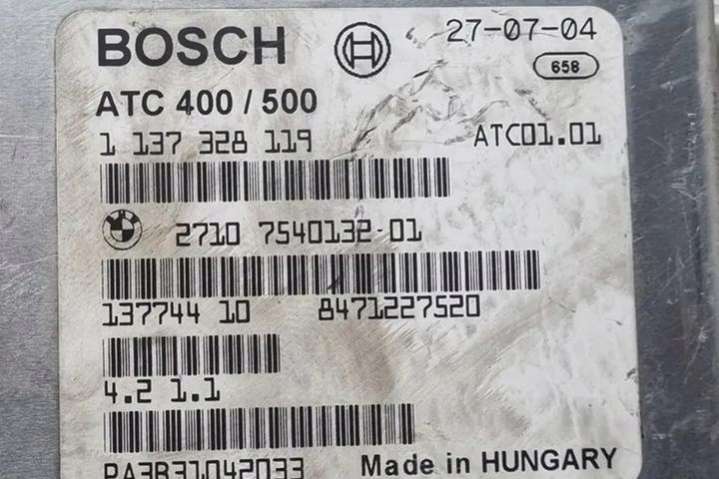 BOSCH 27-07-04
658
ATC 400 / 500
1 137 328 119 ATC01.01
2710 7540132-01
137744 10 8471227520
4.2 1.1
PA3B31042033 Made in HUNGARY